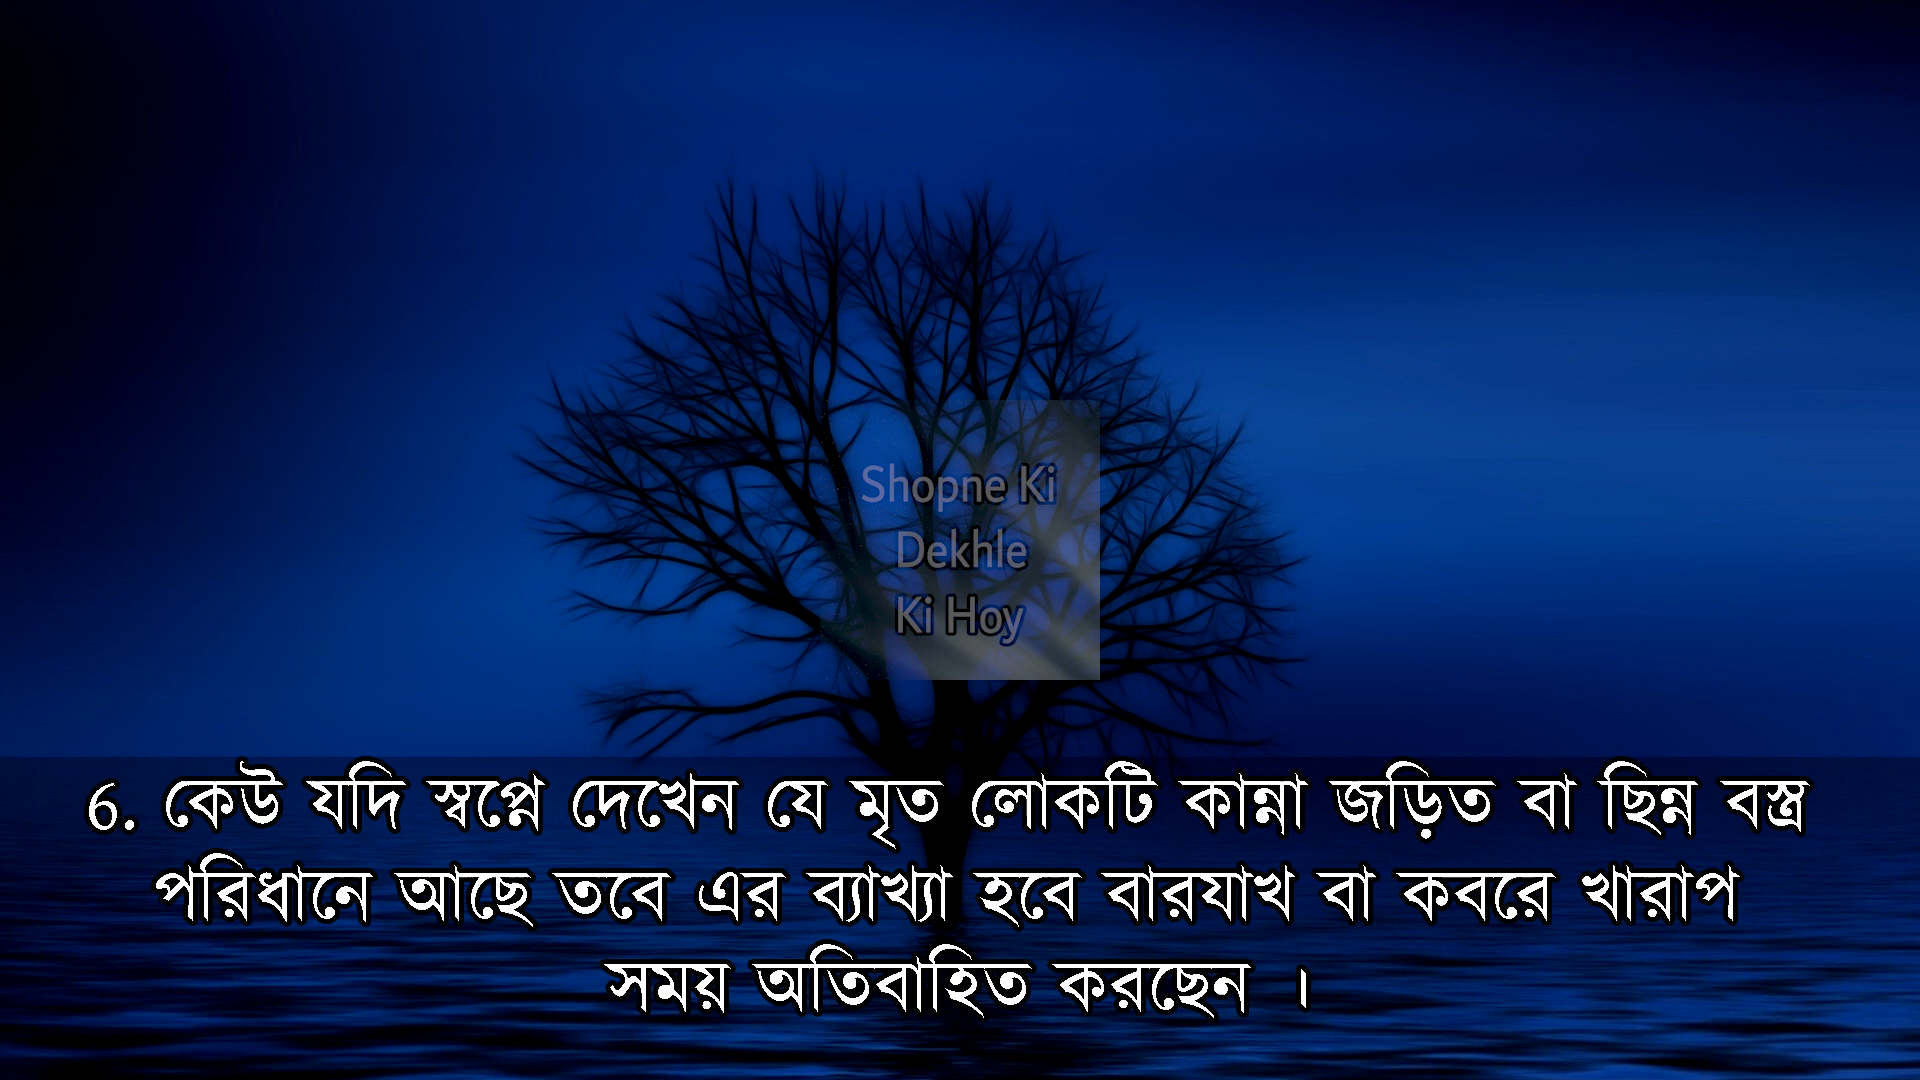 Shopne Ki
Dekhle
Ki Hoy
6. কেউ যদি স্বপ্নে দেখেন যে মৃত লোকটি কান্না জড়িত বা ছিন্ন বস্ত্র
পরিধানে আছে তবে এর ব্যাখ্যা হবে বারযাখ বা কবরে খারাপ
সময় অতিবাহিত করছেন ।